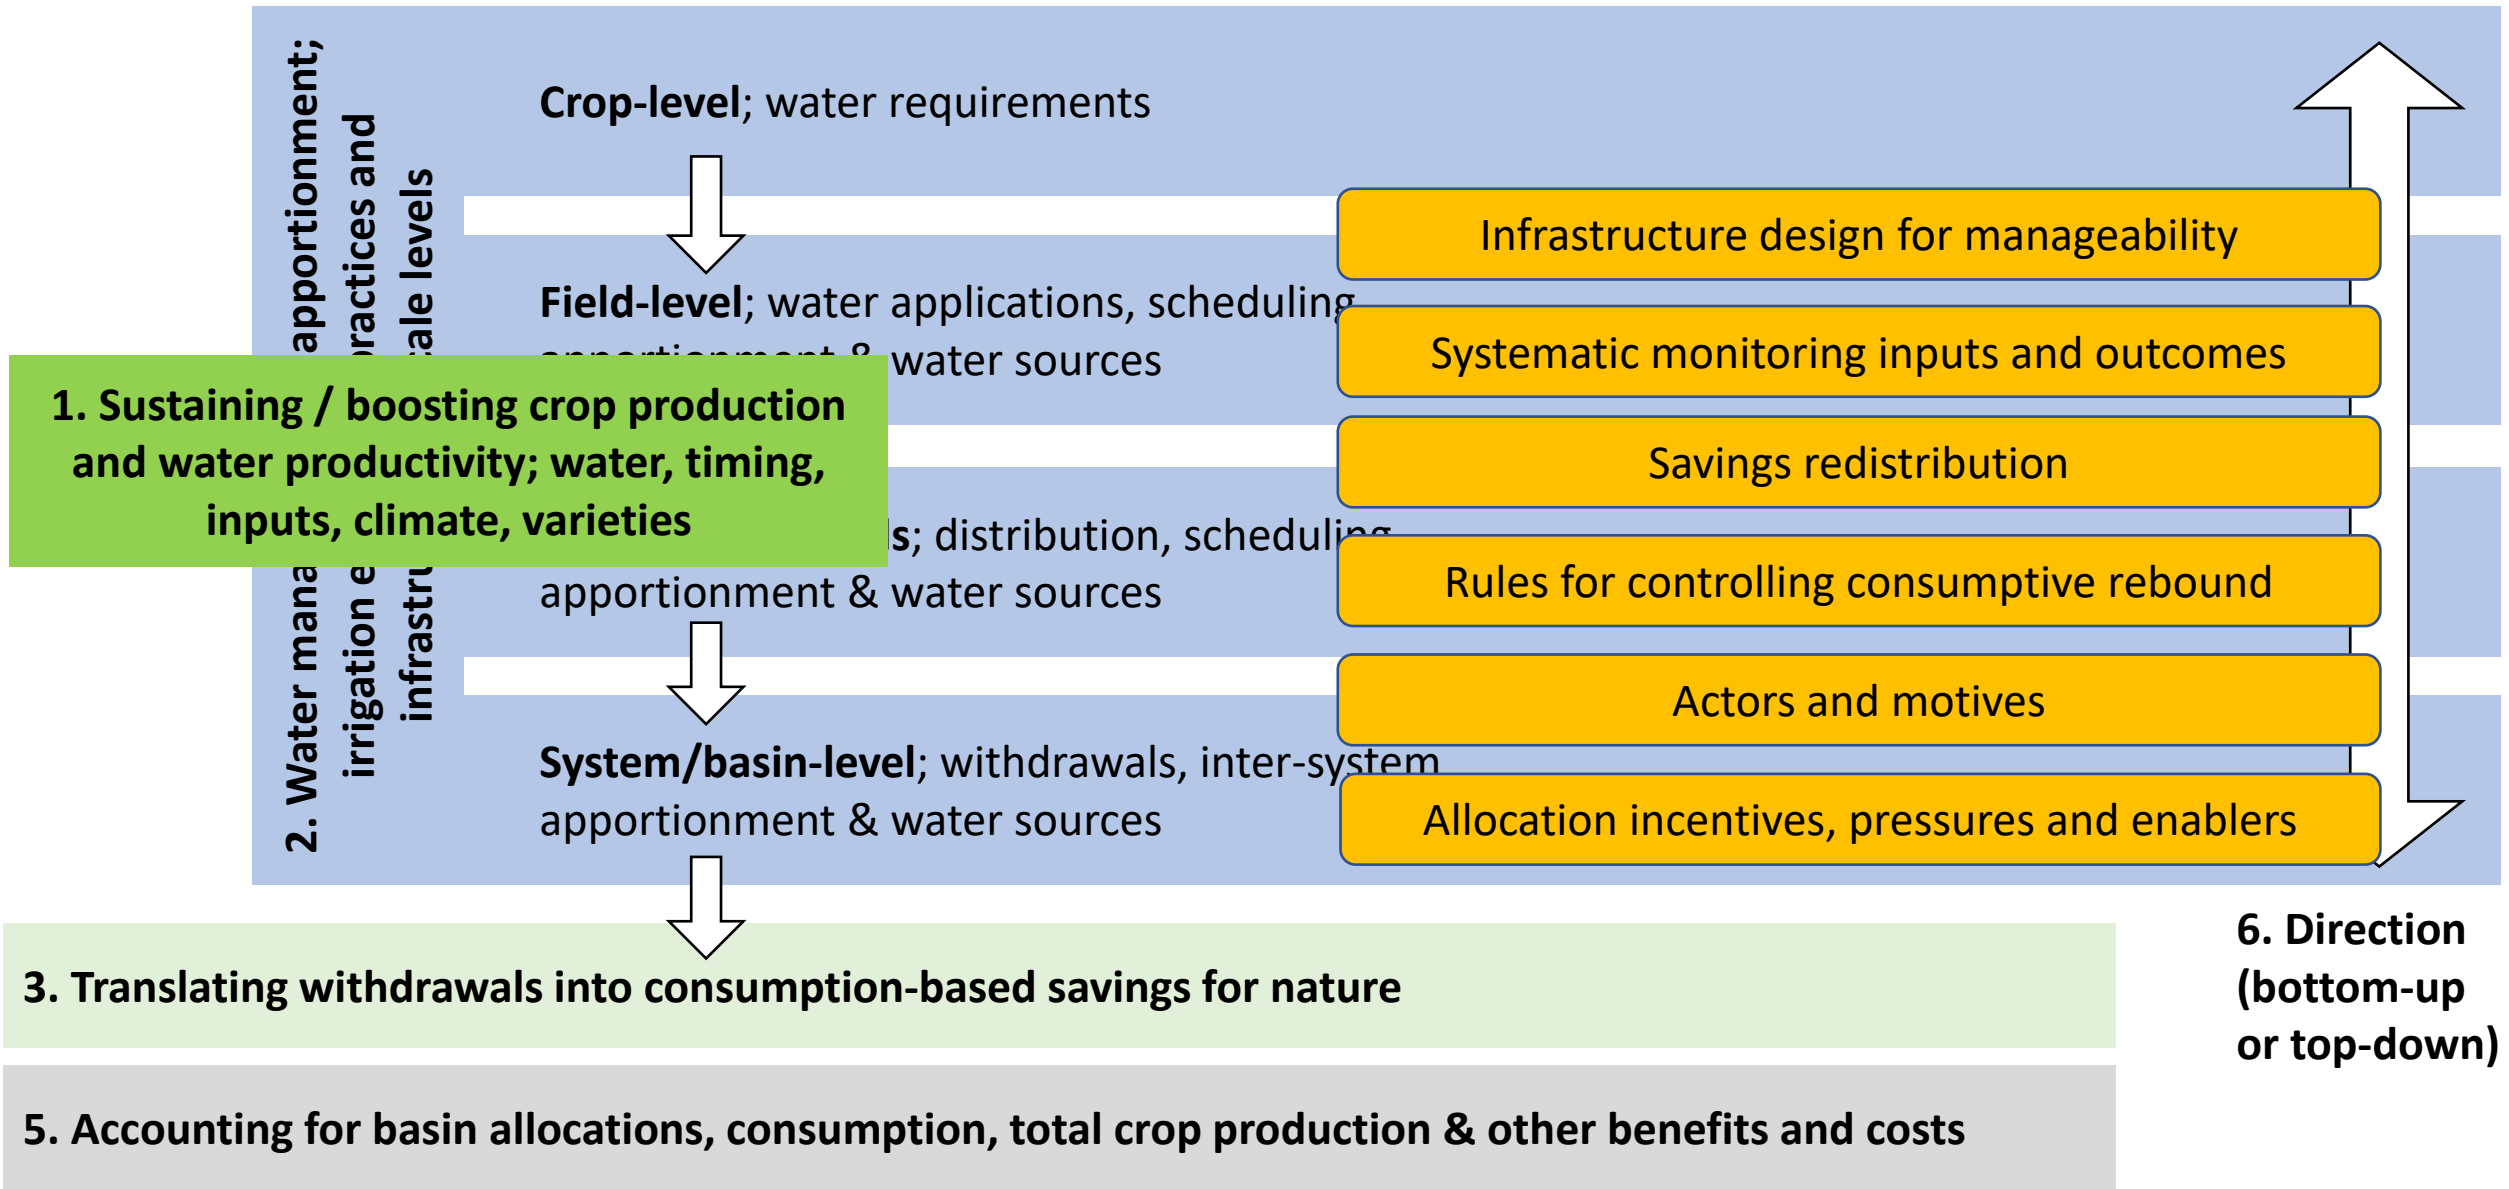 Crop-level; water requirements
Field-level; water applications, scheduling
& water sources
; distribution, scheduling
apportionment & water sources
System/basin-level; withdrawals, inter-system
apportionment & water sources
2. Water apportionment;
irrigation practices and
levels
1. Sustaining / boosting crop production
and water productivity; water, timing,
inputs, climate, varieties
Infrastructure design for manageability
Systematic monitoring inputs and outcomes
Savings redistribution
Rules for controlling consumptive rebound
Actors and motives
Allocation incentives, pressures and enablers
3. Translating withdrawals into consumption-based savings for nature
5. Accounting for basin allocations, consumption, total crop production & other benefits and costs
6. Direction
(bottom-up
or top-down)